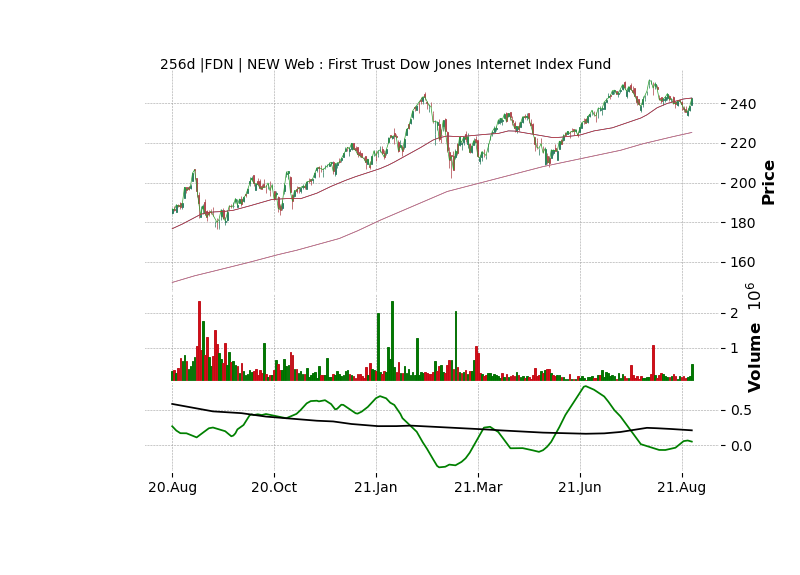 256d |FDN | NEW Web : First Trust Dow Jones Internet Index Fund
240
220
200
180
160
Price
10^6
2
1
Volume
0.5
0.0
20.Aug 20.Oct 21.Jan 21.Mar 21.Jun 21.Aug